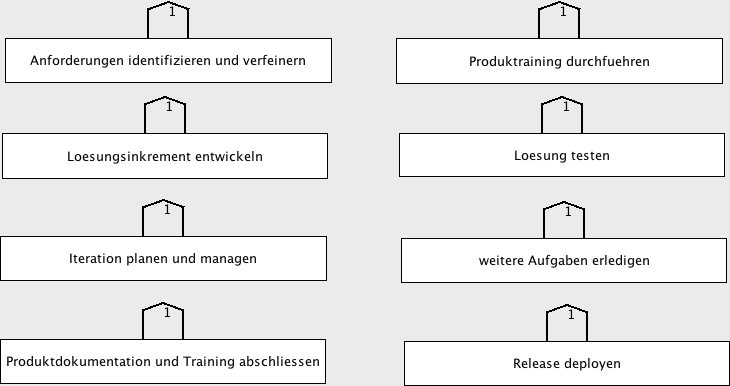 1
Anforderungen identifizieren und verfeinern
1
Produktraining durchfuehren
1
Loesungsinkrement entwickeln
1
Loesung testen
1
Iteration planen und managen
1
weitere Aufgaben erledigen
1
Produktdokumentation und Training abschliessen
1
Release deployen